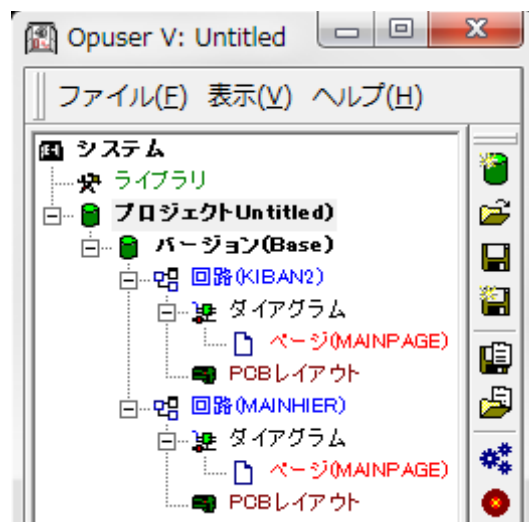 Opuser V: Untitled
ファイル(F) 表示(V) ヘルプ(H)
システム
ライブラリ
プロジェクトUntitled)
バージョン(Base)
回路(KIBAN2)
ダイアグラム
ページ(MAINPAGE)
PCBレイアウト
回路(MAINHIER)
ダイアグラム
ページ(MAINPAGE)
PCBレイアウト